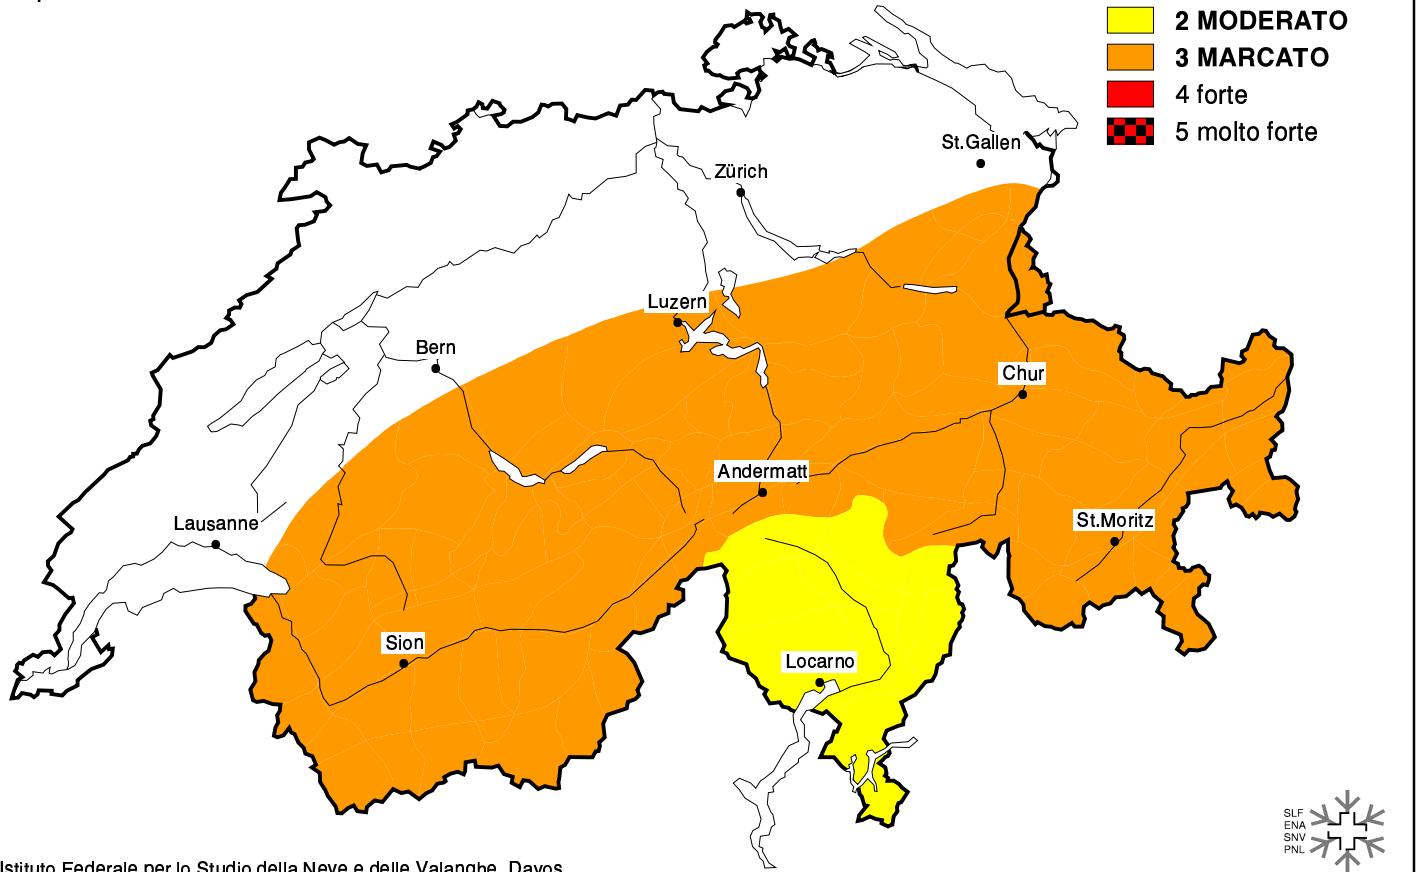 2 MODERATO
3 MARCATO
4 forte
5 molto forte
St.Gallen
Zürich
Luzern
Bern
Chur
Andermatt
St.Moritz
Lausanne
Sion
Locarno
SLF
ENA
SNV
PNL
Istituto Federale per lo Studio della Neve e delle Valanghe, Davos